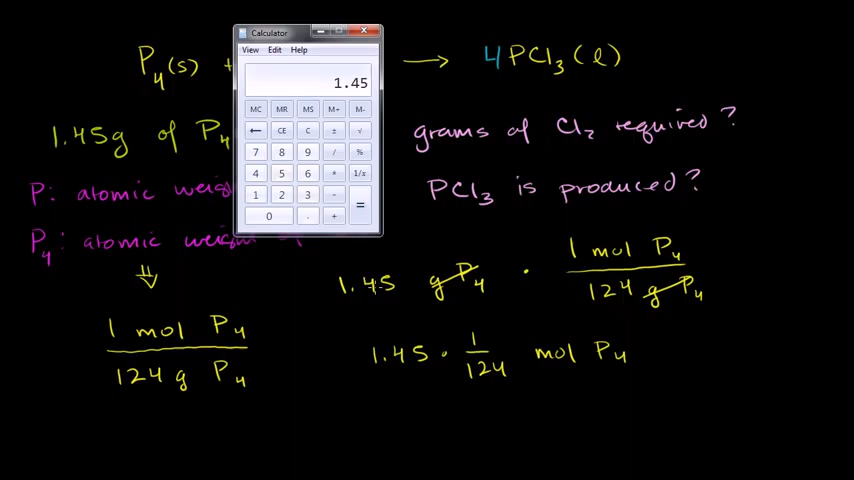 P4(s) + → 4PCl3(l)
Calculator
View Edit Help
1.45
MC MR MS M+ M-
← CE C ± √
7 8 9 / %
4 5 6 * 1/x
1 2 3 - =
0 . +
1.45g of P4 grams of Cl2 required?
P: atomic PCl3 is produced?
P4: atomic weight
⇓
1.45 g P4 · 1 mol P4
124 g P4
1 mol P4
124 g P4
1.45 · 1/124 mol P4